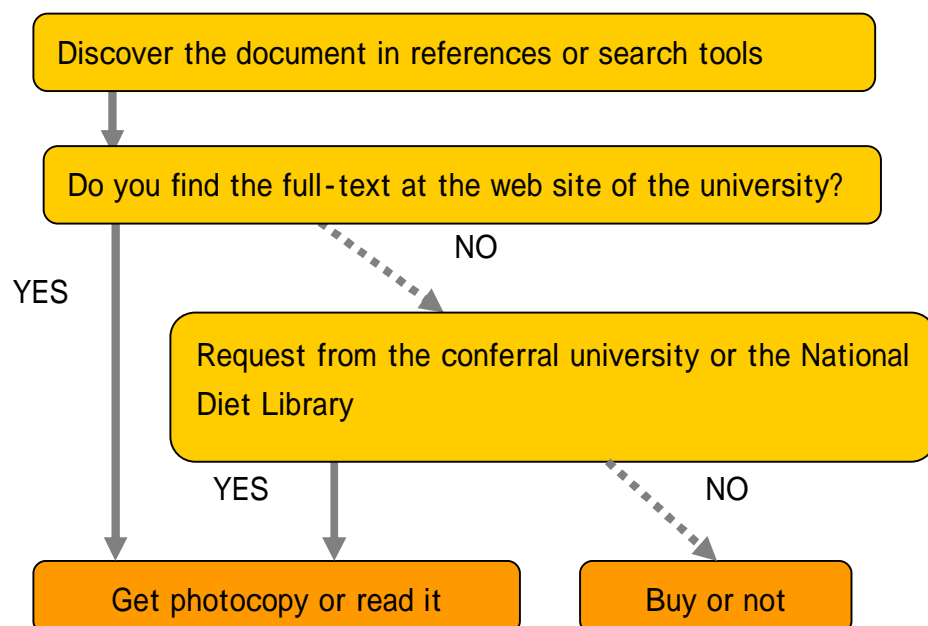 Discover the document in references or search tools
Do you find the full-text at the web site of the university?
NO
YES
Request from the conferral university or the National
Diet Library
YES
NO
Get photocopy or read it
Buy or not